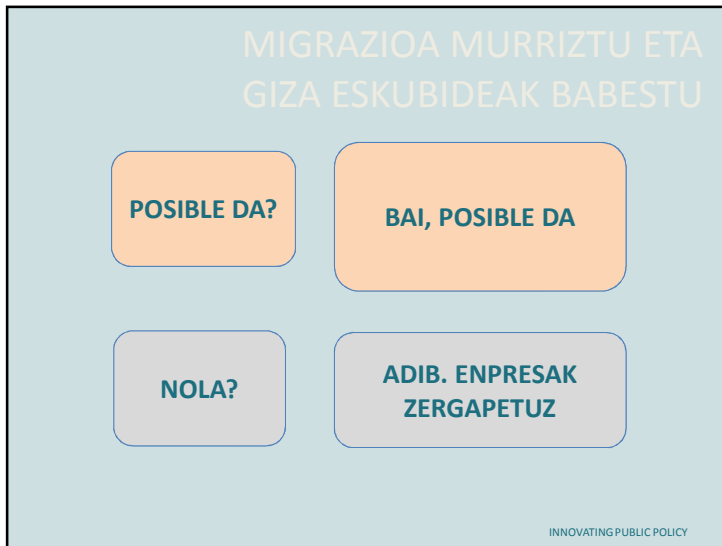 MIGRAZIOA MURRIZTU ETA
GIZA ESKUBIDEAK BABESTU
POSIBLE DA?
BAI, POSIBLE DA
NOLA?
ADIB. ENPRESAK
ZERGAPETUZ
INNOVATING PUBLIC POLICY